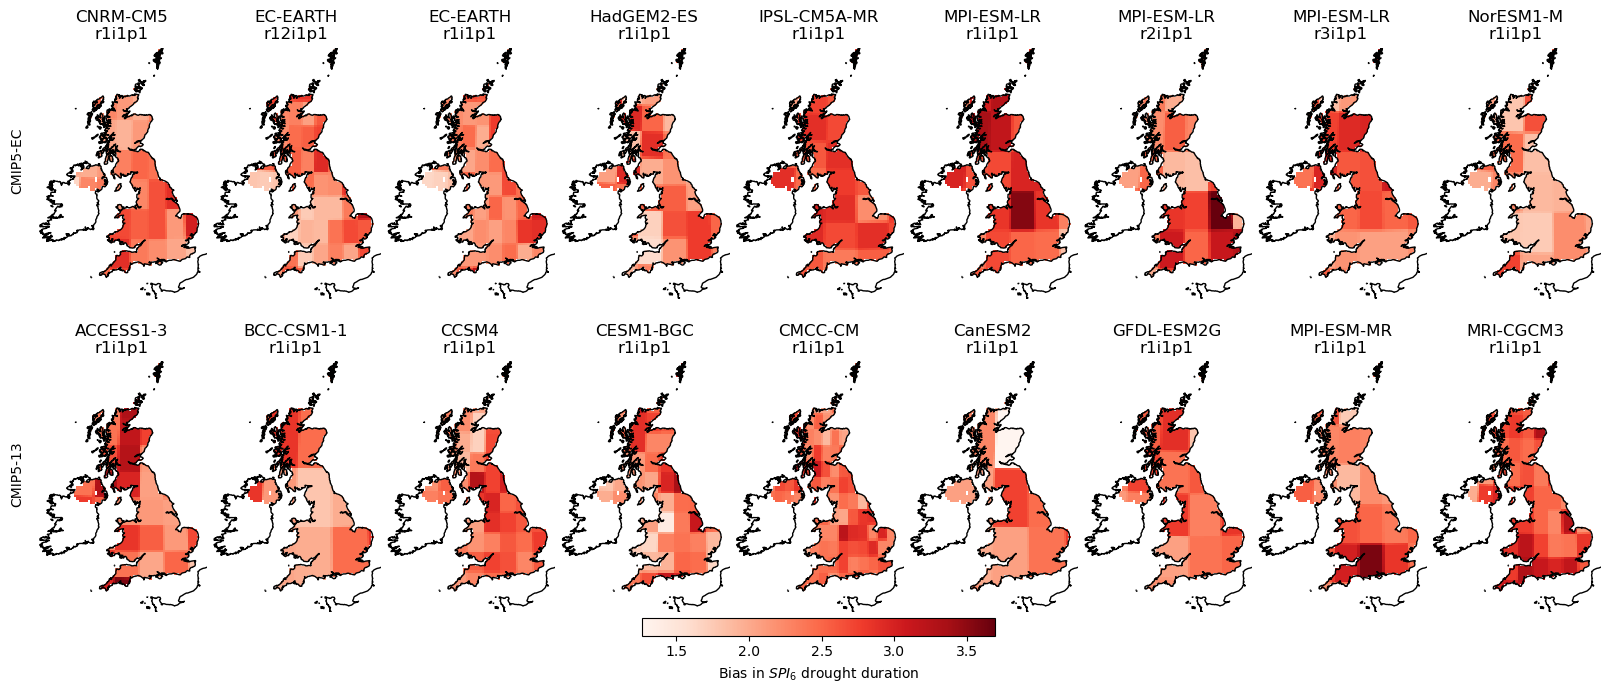 CNRM-CM5 EC-EARTH EC-EARTH HadGEM2-ES IPSL-CM5A-MR MPI-ESM-LR MPI-ESM-LR MPI-ESM-LR NorESM1-M
r1i1p1 r12i1p1 r1i1p1 r1i1p1 r1i1p1 r1i1p1 r2i1p1 r3i1p1 r1i1p1
CMIP5-EC
ACCESS1-3 BCC-CSM1-1 CCSM4 CESM1-BGC CMCC-CM CanESM2 GFDL-ESM2G MPI-ESM-MR MRI-CGCM3
r1i1p1 r1i1p1 r1i1p1 r1i1p1 r1i1p1 r1i1p1 r1i1p1 r1i1p1 r1i1p1
CMIP5-13
1.5 2.0 2.5 3.0 3.5
Bias in SPI₆ drought duration